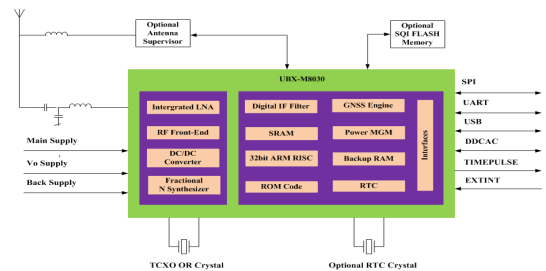 Optional
Antenna
Supervisor
Optional
SQI FLASH
Memory
UBX-M8030
Intergrated LNA
RF Front-End
DC/DC
Converter
Fractional
N Synthesizer
Digital IF Filter
SRAM
32bit ARM RISC
ROM Code
GNSS Engine
Power MGM
Backup RAM
RTC
Interfaces
Main Supply
Vo Supply
Back Supply
SPI
UART
USB
DDCAC
TIMEPULSE
EXTINT
TCXO OR Crystal
Optional RTC Crystal